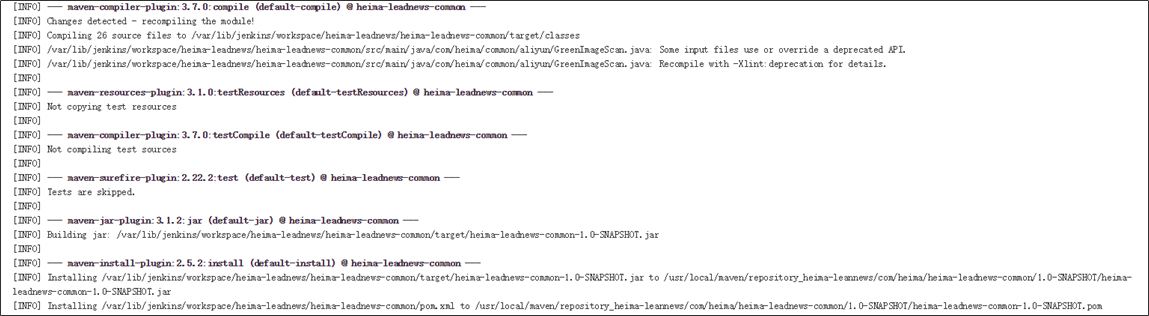 [INFO] --- maven-compiler-plugin:3.7.0:compile (default-compile) @ heima-leadnews-common ---
[INFO] Changes detected - recompiling the module!
[INFO] Compiling 26 source files to /var/lib/jenkins/workspace/heima-leadnews/heima-leadnews-common/target/classes
[INFO] /var/lib/jenkins/workspace/heima-leadnews/heima-leadnews-common/src/main/java/com/heima/common/aliyun/GreenImageScan.java: Some input files use or override a deprecated API.
[INFO] /var/lib/jenkins/workspace/heima-leadnews/heima-leadnews-common/src/main/java/com/heima/common/aliyun/GreenImageScan.java: Recompile with -Xlint:deprecation for details.
[INFO]
[INFO] --- maven-resources-plugin:3.1.0:testResources (default-testResources) @ heima-leadnews-common ---
[INFO] Not copying test resources
[INFO]
[INFO] --- maven-compiler-plugin:3.7.0:testCompile (default-testCompile) @ heima-leadnews-common ---
[INFO] Not compiling test sources
[INFO]
[INFO] --- maven-surefire-plugin:2.22.2:test (default-test) @ heima-leadnews-common ---
[INFO] Tests are skipped.
[INFO]
[INFO] --- maven-jar-plugin:3.1.2:jar (default-jar) @ heima-leadnews-common ---
[INFO] Building jar: /var/lib/jenkins/workspace/heima-leadnews/heima-leadnews-common/target/heima-leadnews-common-1.0-SNAPSHOT.jar
[INFO]
[INFO] --- maven-install-plugin:2.5.2:install (default-install) @ heima-leadnews-common ---
[INFO] Installing /var/lib/jenkins/workspace/heima-leadnews/heima-leadnews-common/target/heima-leadnews-common-1.0-SNAPSHOT.jar to /usr/local/maven/repository_heima-leannews/com/heima/heima-leadnews-common/1.0-SNAPSHOT/heima-
leadnews-common-1.0-SNAPSHOT.jar
[INFO] Installing /var/lib/jenkins/workspace/heima-leadnews/heima-leadnews-common/pom.xml to /usr/local/maven/repository_heima-leannews/com/heima/heima-leadnews-common/1.0-SNAPSHOT/heima-leadnews-common-1.0-SNAPSHOT.pom